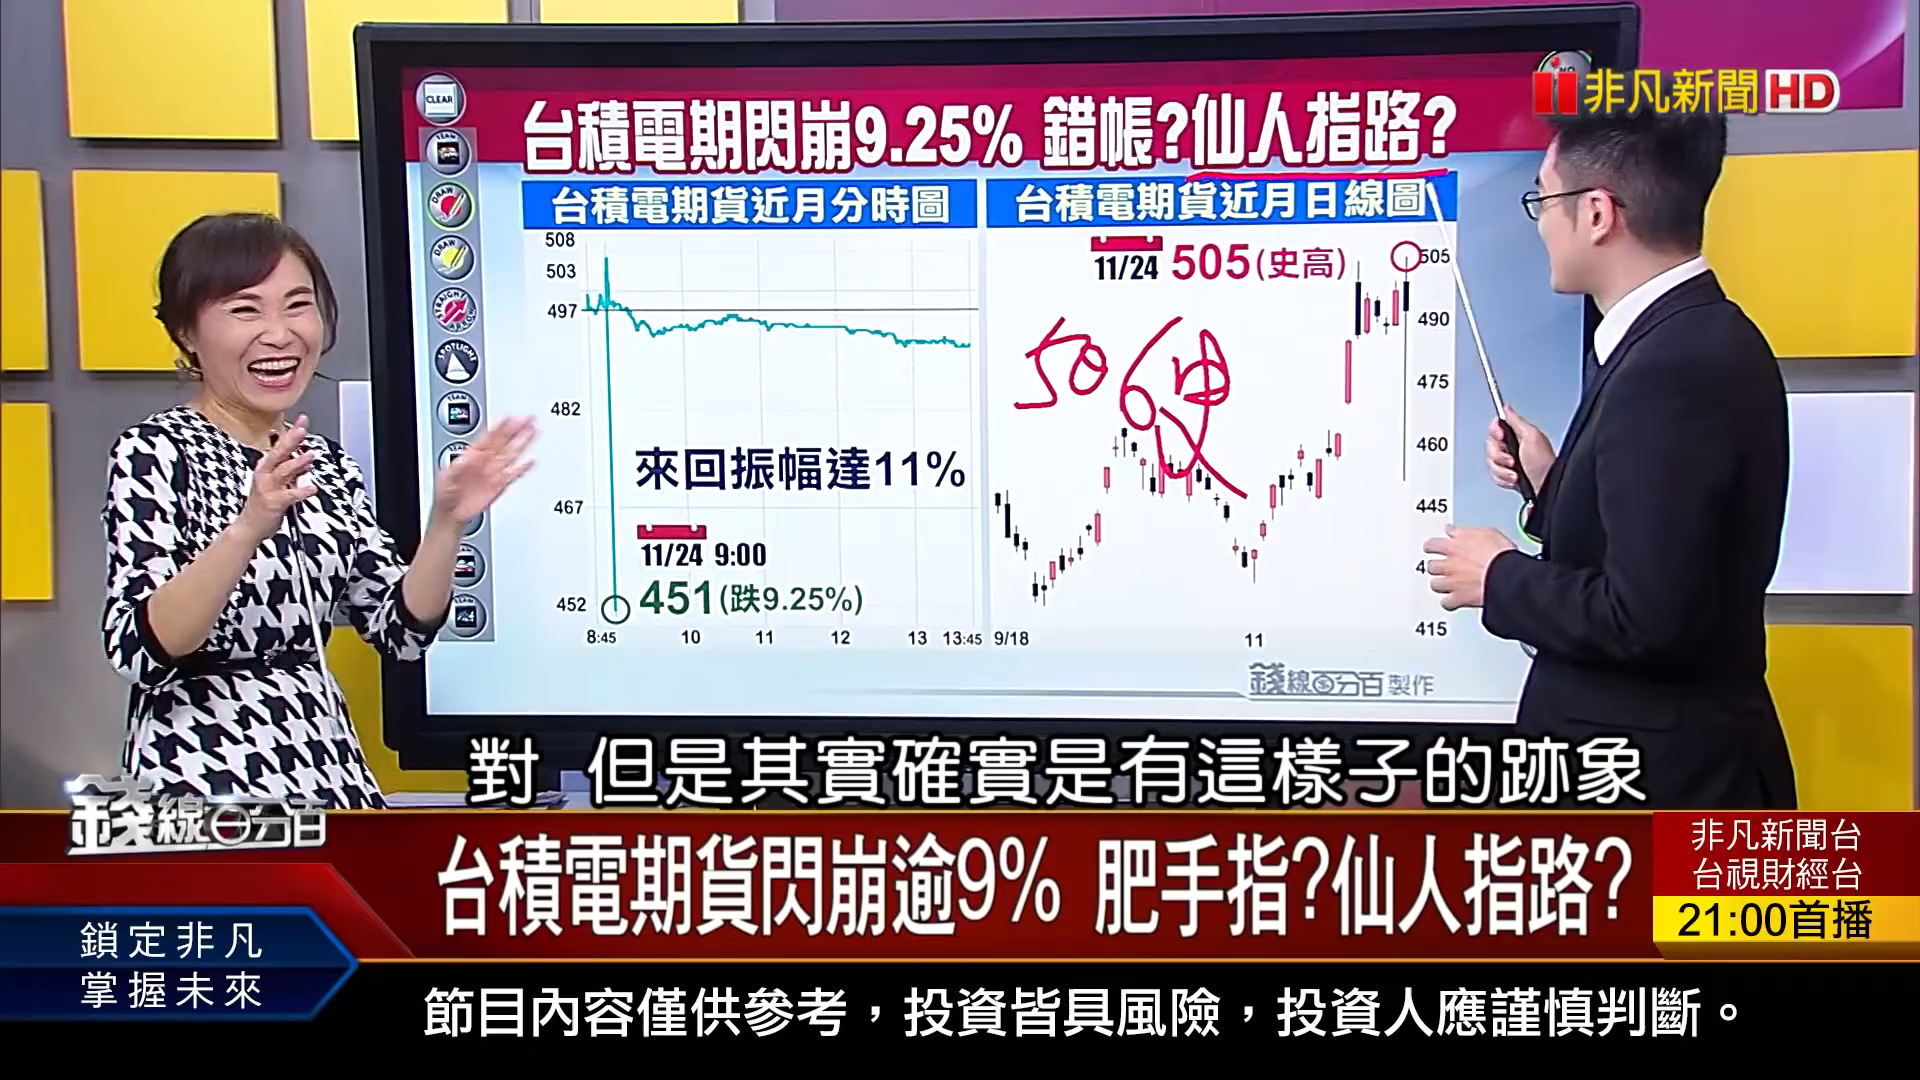 非凡新聞HD
CLEAR
DRAW
DRAW
STRAIGHT ARROW
SPOTLIGHT
台積電期閃崩9.25% 錯帳?仙人指路?
台積電期貨近月分時圖
508
503
497
482
467
452
來回振幅達11%
11/24 9:00
451(跌9.25%)
8:45 10 11 12 13 13:45
台積電期貨近月日線圖
11/24 505(史高)
505
490
475
460
445
415
9/18 11
錢線百分百製作
對 但是其實確實是有這樣子的跡象
錢線百分百
台積電期貨閃崩逾9% 肥手指?仙人指路?
非凡新聞台
台視財經台
21:00首播
鎖定非凡
掌握未來
節目內容僅供參考，投資皆具風險，投資人應謹慎判斷。